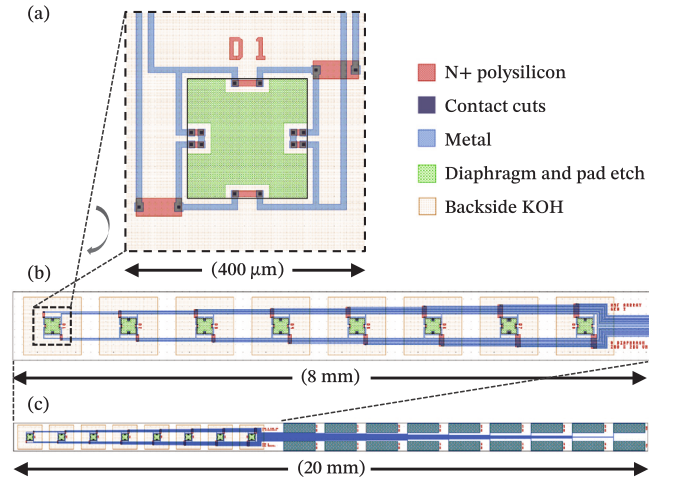 (a)
D 1
N+ polysilicon
Contact cuts
Metal
Diaphragm and pad etch
Backside KOH
(400 μm)
(b)
(8 mm)
(c)
(20 mm)